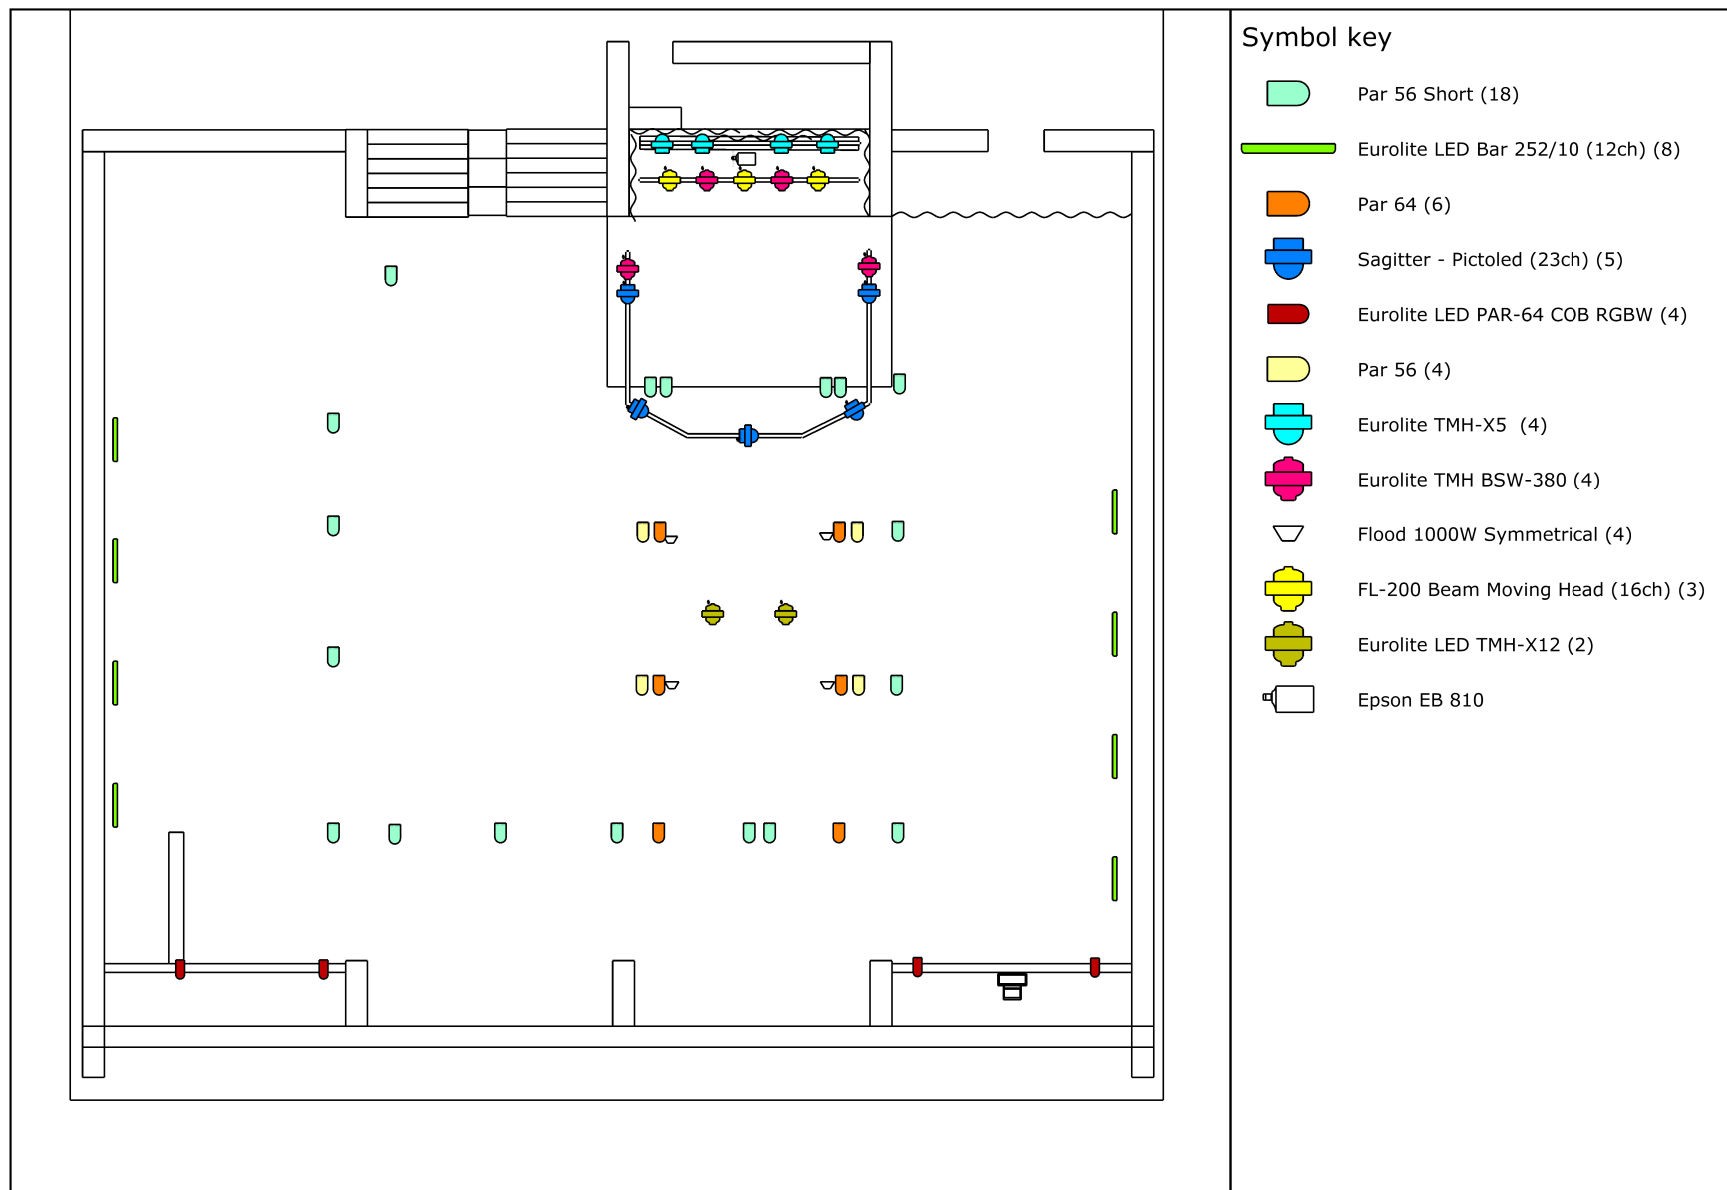 Symbol key
Par 56 Short (18)
Eurolite LED Bar 252/10 (12ch) (8)
Par 64 (6)
Sagitter - Pictoled (23ch) (5)
Eurolite LED PAR-64 COB RGBW (4)
Par 56 (4)
Eurolite TMH-X5  (4)
Eurolite TMH BSW-380 (4)
Flood 1000W Symmetrical (4)
FL-200 Beam Moving Head (16ch) (3)
Eurolite LED TMH-X12 (2)
Epson EB 810